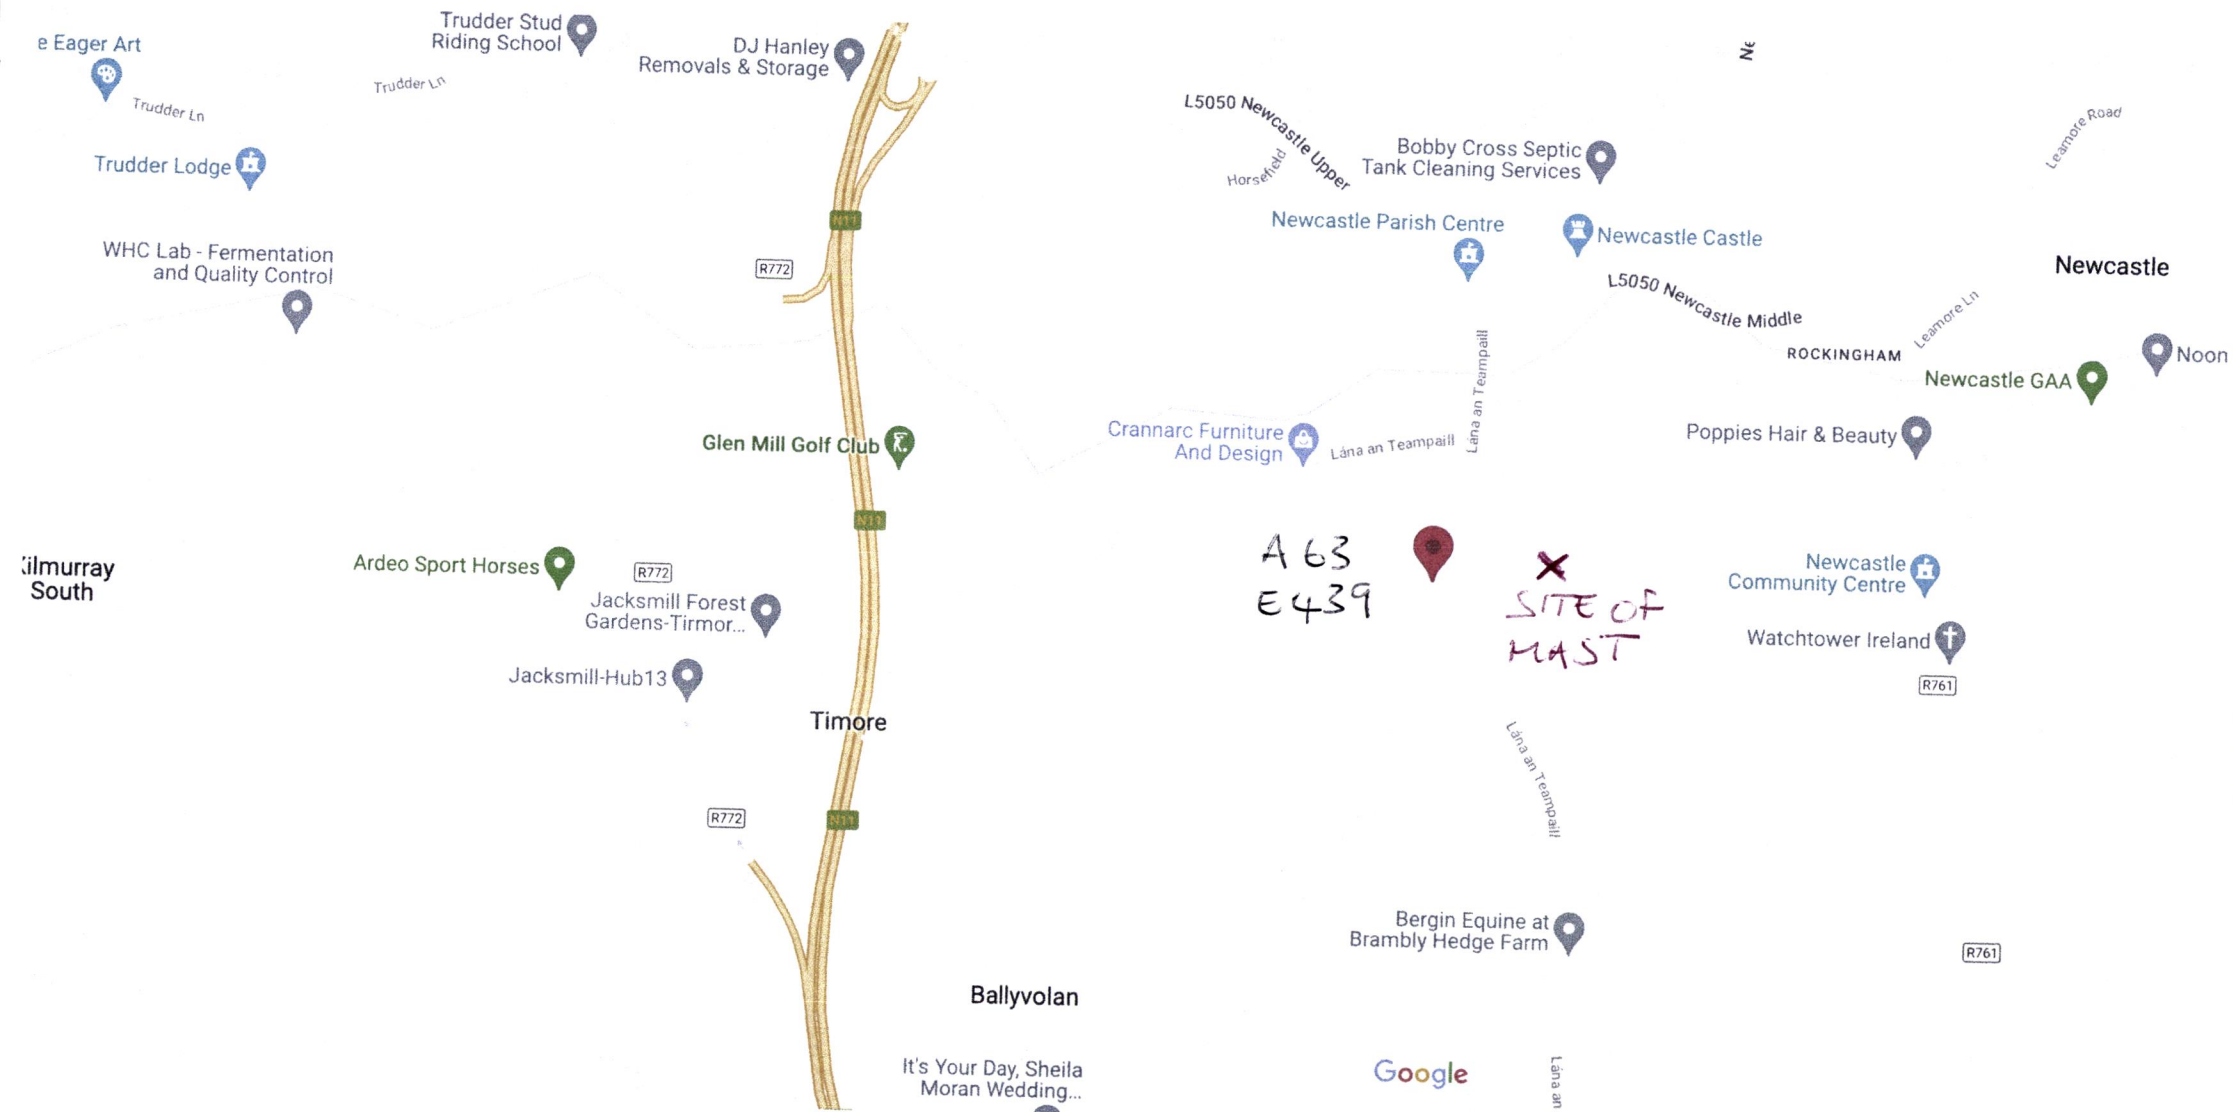 Trudder Stud
Riding School
e Eager Art
DJ Hanley
Removals & Storage
Trudder Ln
Trudder Ln
L5050 Newcastle Upper
Leamore Road
Trudder Lodge
Horsefield
Bobby Cross Septic
Tank Cleaning Services
N11
Newcastle Parish Centre
Newcastle Castle
WHC Lab - Fermentation
and Quality Control
R772
Newcastle
L5050 Newcastle Middle
Leamore Ln
ROCKINGHAM
Noon
Newcastle GAA
Lána an Teampaill
Glen Mill Golf Club
Crannarc Furniture
And Design
Lána an Teampaill
Poppies Hair & Beauty
N11
A63
E439
X
SITE OF
MAST
Kilmurray
South
Ardeo Sport Horses
R772
Jacksmill Forest
Gardens-Tirmor...
Newcastle
Community Centre
Watchtower Ireland
Jacksmill-Hub13
R761
Timore
Lána an Teampaill
R772
N11
Bergin Equine at
Brambly Hedge Farm
R761
Ballyvolan
It's Your Day, Sheila
Moran Wedding...
Google
Lána an